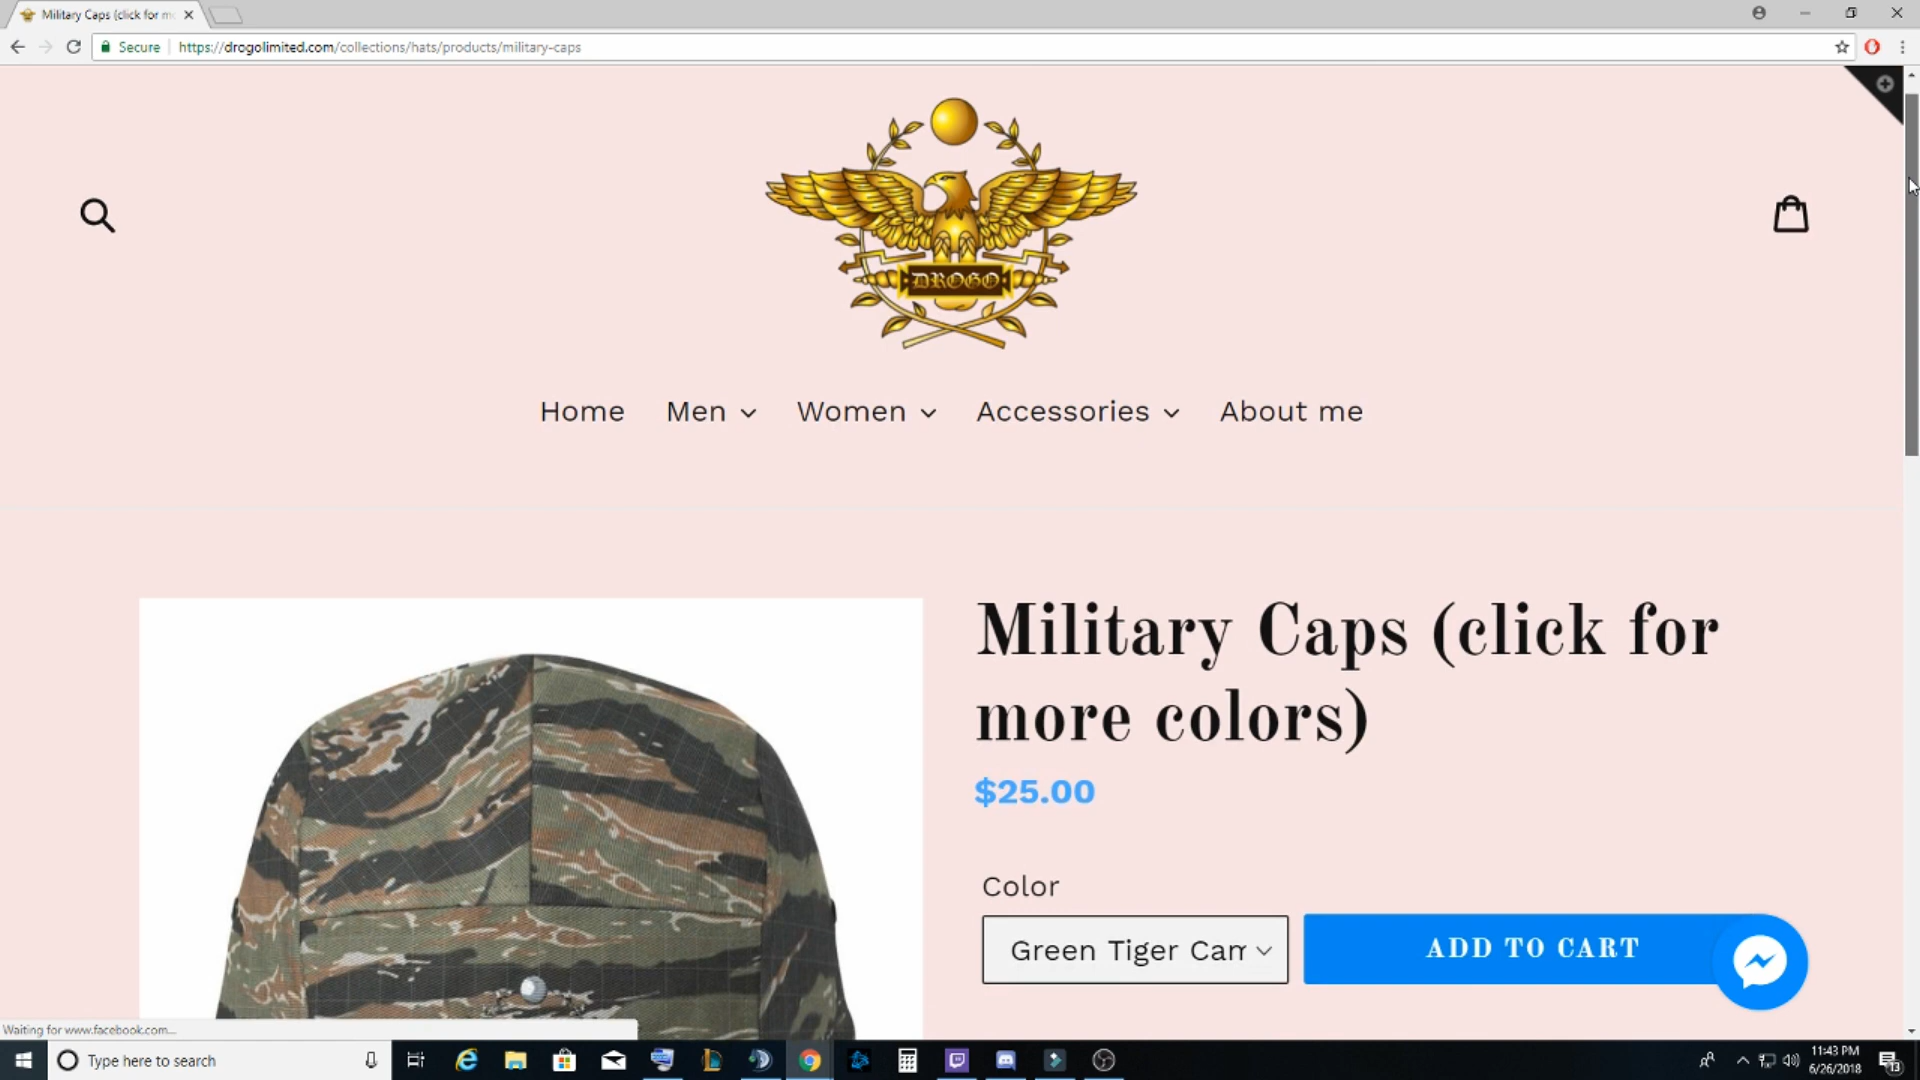 Military Caps (click for m
Secure
https://drogolimited.com/collections/hats/products/military-caps
DROGO
Home
Men
Women
Accessories
About me
Military Caps (click for
more colors)
$25.00
Color
Green Tiger Cam
ADD TO CART
Waiting for www.facebook.com...
Type here to search
11:43 PM
6/26/2018
13